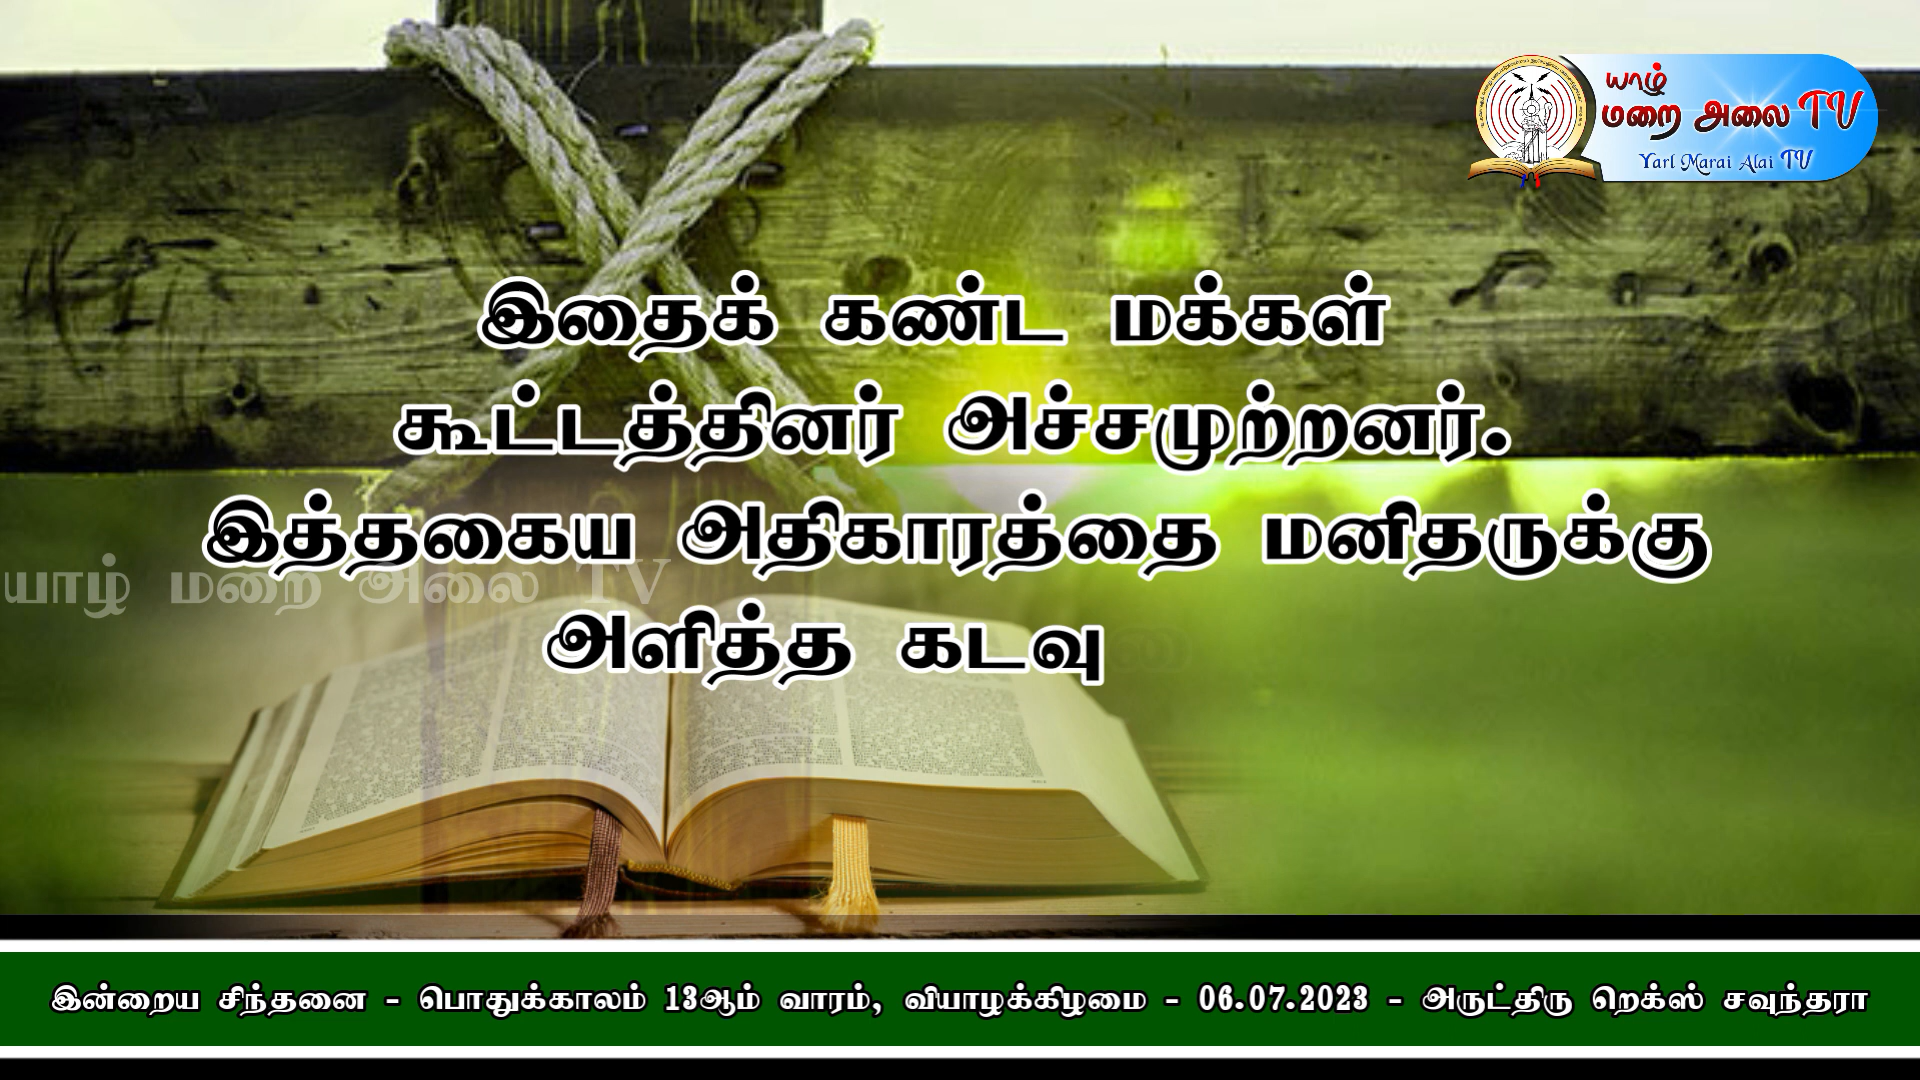 யாழ்
மறை அலை TV
Yarl Marai Alai TV
இதைக் கண்ட மக்கள்
கூட்டத்தினர் அச்சமுற்றனர்.
இத்தகைய அதிகாரத்தை மனிதருக்கு
யாழ் மறை அலை TV
அளித்த கடவு
இன்றைய சிந்தனை - பொதுக்காலம் 13ஆம் வாரம், வியாழக்கிழமை - 06.07.2023 - அருட்திரு றெக்ஸ் சவுந்தரா